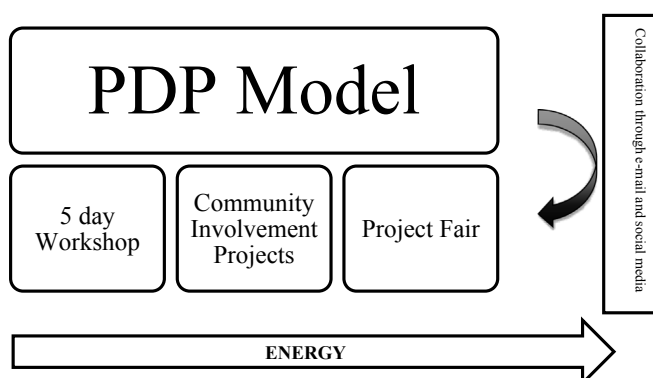 PDP Model
5 day
Workshop
Community
Involvement
Projects
Project Fair
Collaboration through e-mail and social media
ENERGY